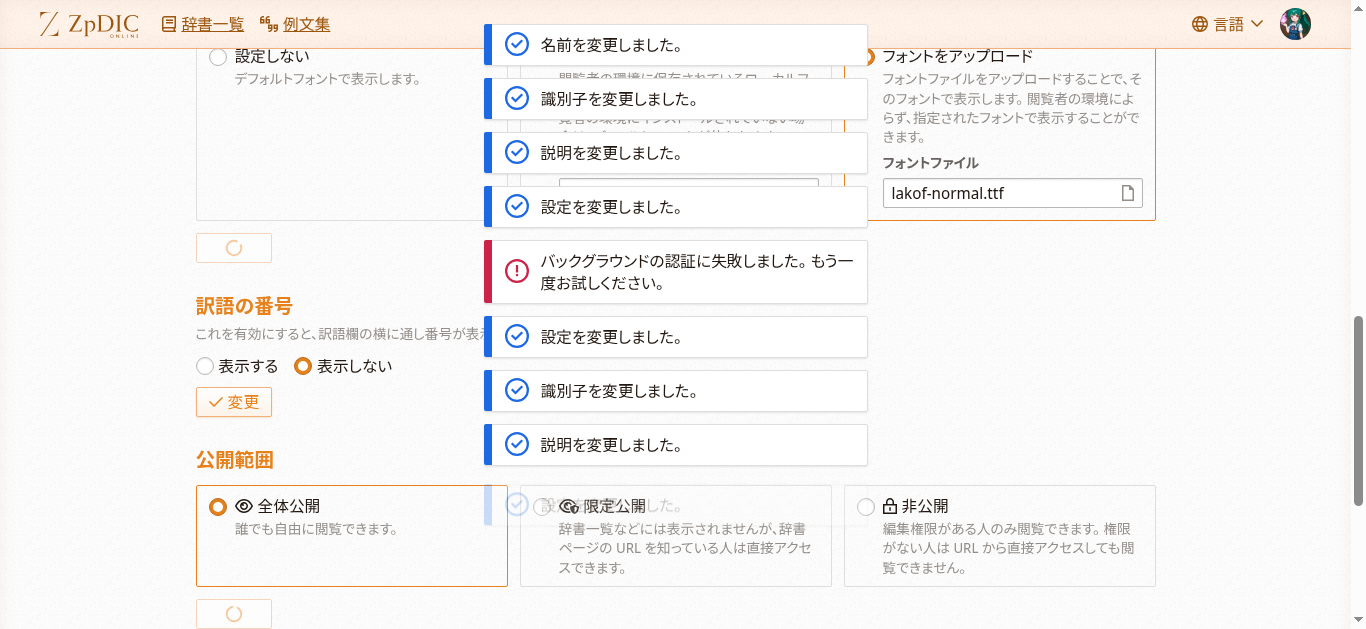 ZpDIC
ONLINE
辞書一覧
例文集
言語
設定しない
デフォルトフォントで表示します。
フォントをアップロード
フォントファイルをアップロードすることで、そ
のフォントで表示します。閲覧者の環境によ
らず、指定されたフォントで表示することがで
きます。
フォントファイル
lakof-normal.ttf
名前を変更しました。
識別子を変更しました。
説明を変更しました。
設定を変更しました。
バックグラウンドの認証に失敗しました。もう一
度お試しください。
設定を変更しました。
識別子を変更しました。
説明を変更しました。
設定を変更しました。
訳語の番号
これを有効にすると、訳語欄の横に通し番号が表示
表示する
表示しない
変更
公開範囲
全体公開
誰でも自由に閲覧できます。
限定公開
辞書一覧などには表示されませんが、辞書
ページの URL を知っている人は直接アクセ
スできます。
非公開
編集権限がある人のみ閲覧できます。権限
がない人は URL から直接アクセスしても閲
覧できません。